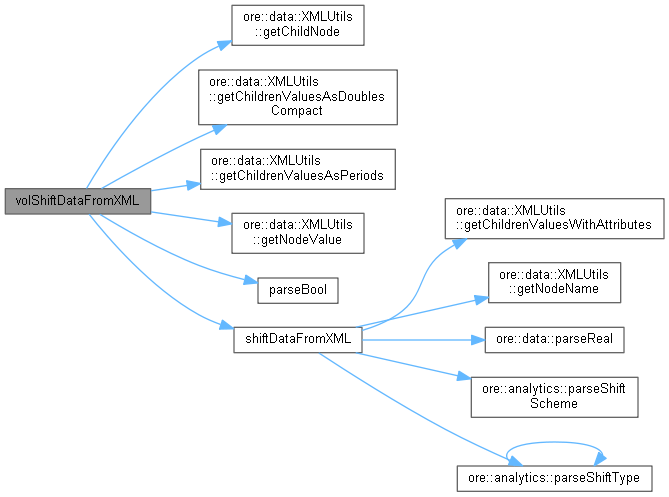 ore::data::XMLUtils
::getChildNode
ore::data::XMLUtils
::getChildrenValuesAsDoubles
Compact
ore::data::XMLUtils
::getChildrenValuesAsPeriods
volShiftDataFromXML
ore::data::XMLUtils
::getNodeValue
parseBool
shiftDataFromXML
ore::data::XMLUtils
::getChildrenValuesWithAttributes
ore::data::XMLUtils
::getNodeName
ore::data::parseReal
ore::analytics::parseShift
Scheme
ore::analytics::parseShiftType